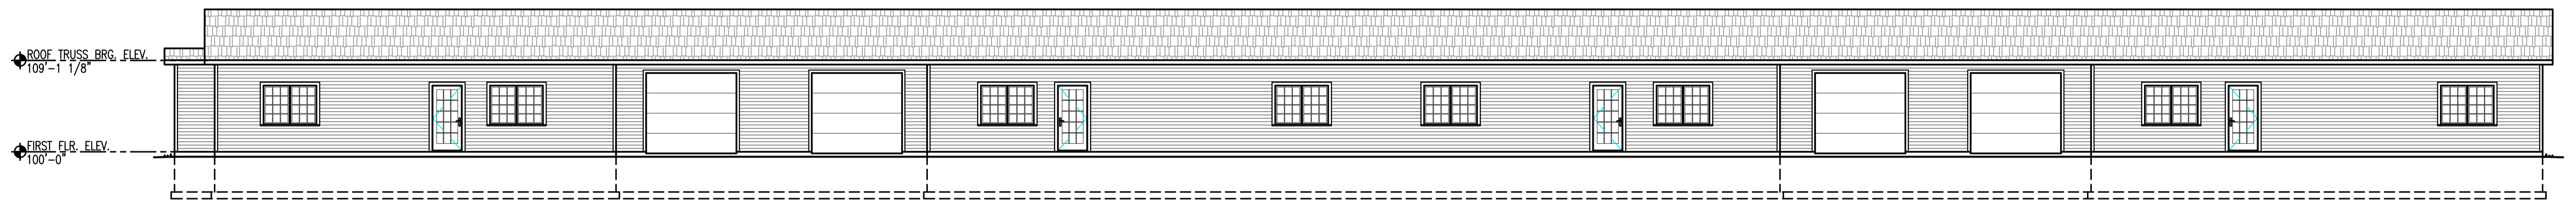 ROOF TRUSS BRG. ELEV.
109'-1 1/8"
FIRST FLR. ELEV.
100'-0"